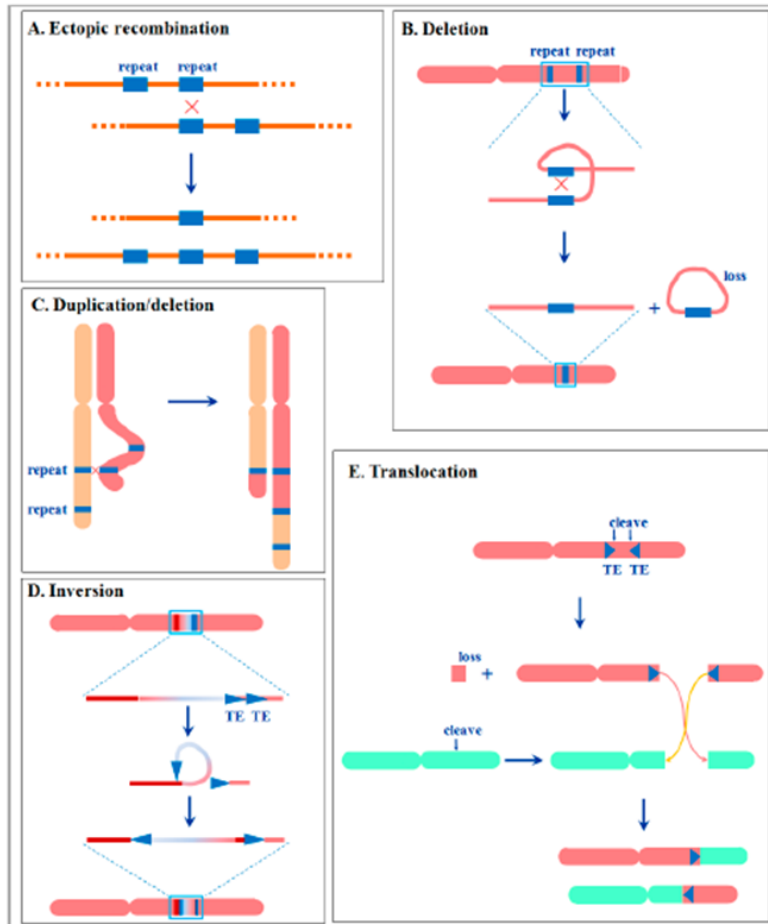 A. Ectopic recombination
repeat repeat
B. Deletion
repeat repeat
loss
+
C. Duplication/deletion
repeat
repeat
D. Inversion
TE TE
E. Translocation
cleave
TE TE
loss
+
cleave